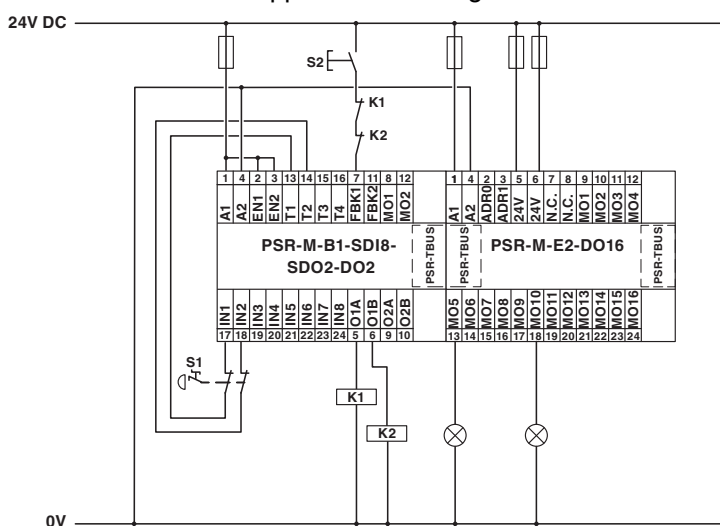 24V DC
S2
K1
K2
1 4 2 3 13 14 15 16 7 11 8 12
A1 A2 EN1 EN2 T1 T2 T3 T4 FBK1 FBK2 MO1 MO2
PSR-M-B1-SDI8-
SDO2-DO2
PSR-TBUS
IN1 IN2 IN3 IN4 IN5 IN6 IN7 IN8 O1A O1B O2A O2B
17 18 19 20 21 22 23 24 5 6 9 10
1 4 2 3 5 6 7 8 9 10 11 12
A1 A2 ADR0 ADR1 24V 24V N.C. N.C. MO1 MO2 MO3 MO4
PSR-TBUS
PSR-M-E2-DO16
PSR-TBUS
MO5 MO6 MO7 MO8 MO9 MO10 MO11 MO12 MO13 MO14 MO15 MO16
13 14 15 16 17 18 19 20 21 22 23 24
S1
K1
K2
0V